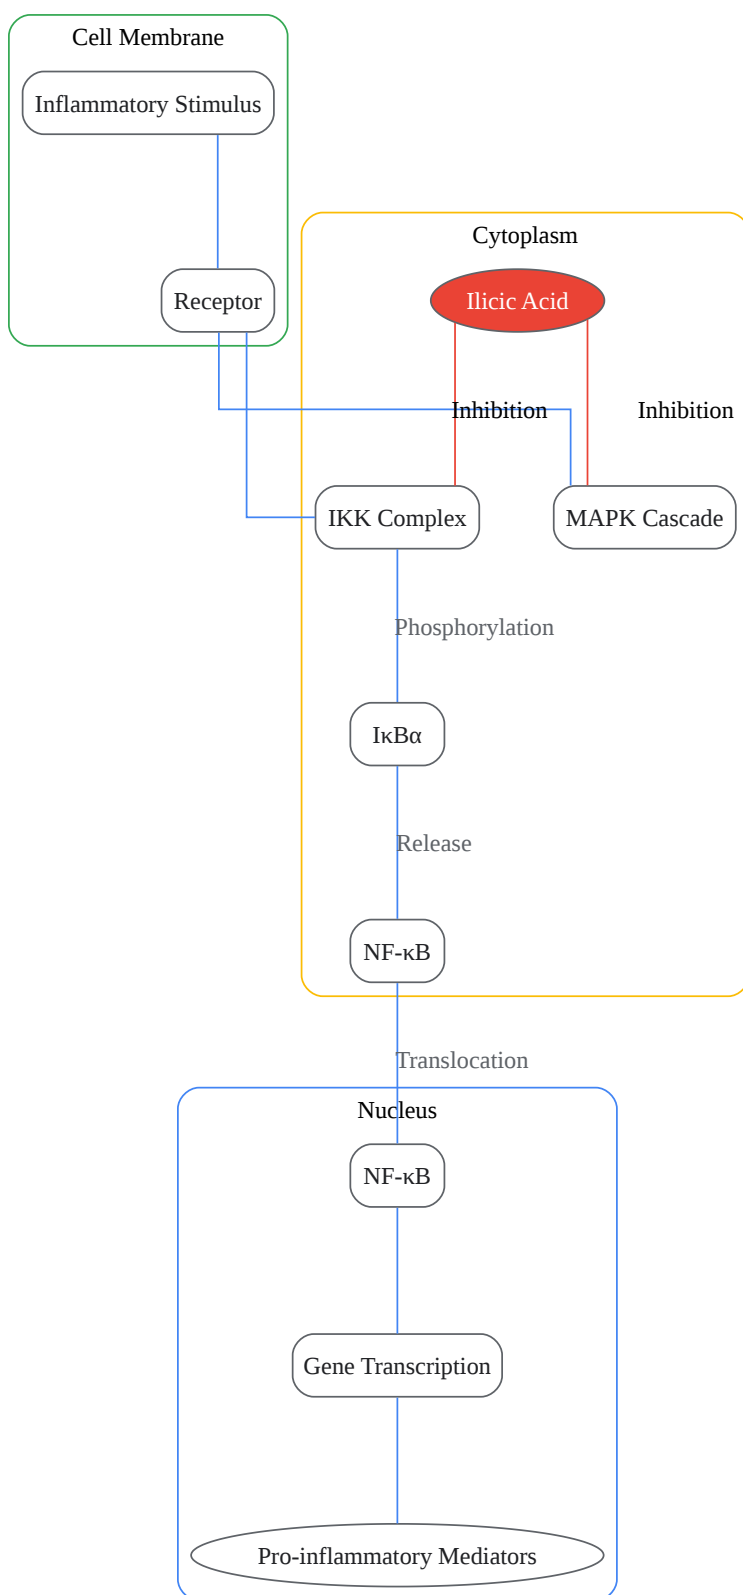 Cell Membrane
Inflammatory Stimulus
Receptor
Cytoplasm
Ilicic Acid
Inhibition
Inhibition
IKK Complex
MAPK Cascade
Phosphorylation
IκBα
Release
NF-κB
Translocation
Nucleus
NF-κB
Gene Transcription
Pro-inflammatory Mediators